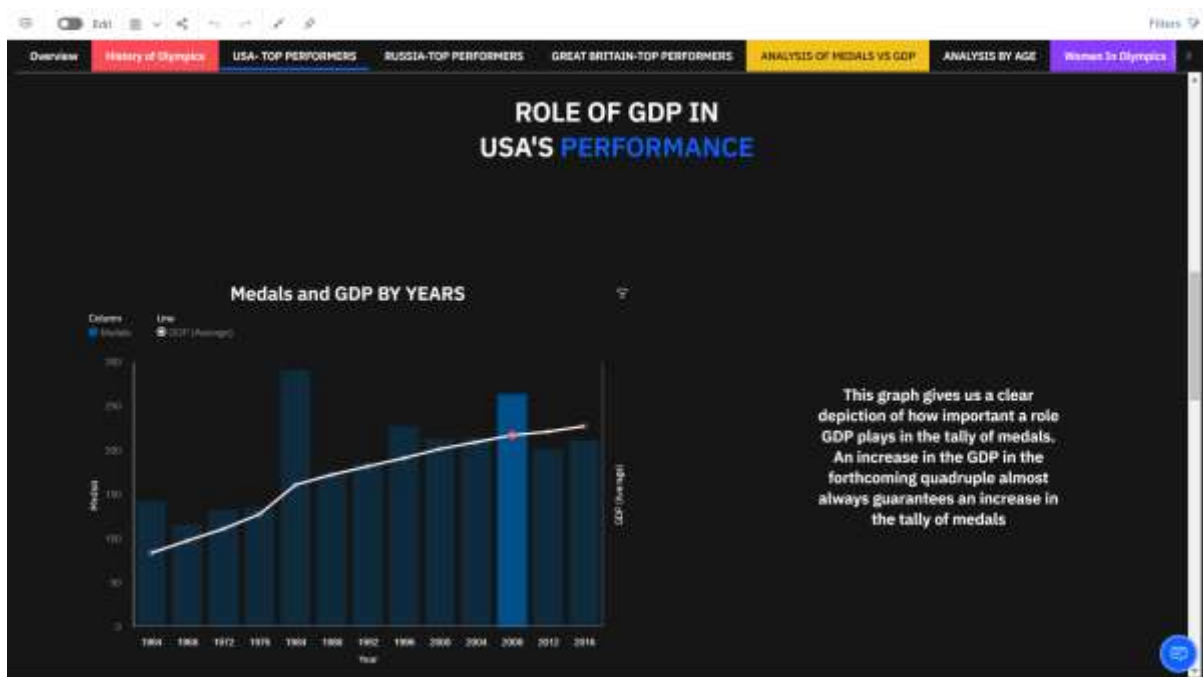 Edit
Filters
Overview
History of Olympics
USA- TOP PERFORMERS
RUSSIA-TOP PERFORMERS
GREAT BRITAIN-TOP PERFORMERS
ANALYSIS OF MEDALS VS GDP
ANALYSIS BY AGE
Women In Olympics
ROLE OF GDP IN
USA'S PERFORMANCE
Medals and GDP BY YEARS
Column Line
Medals GDP (Average)
300
250
200
150
100
50
0
Medals
GDP (Average)
1964 1968 1972 1976 1984 1988 1992 1996 2000 2004 2008 2012 2016
Year
This graph gives us a clear
depiction of how important a role
GDP plays in the tally of medals.
An increase in the GDP in the
forthcoming quadruple almost
always guarantees an increase in
the tally of medals